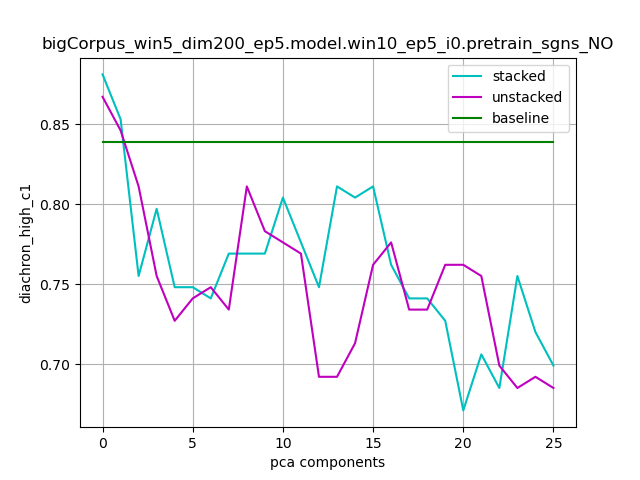 bigCorpus_win5_dim200_ep5.model.win10_ep5_i0.pretrain_sgns_NO
stacked
unstacked
baseline
diachron_high_c1
0.85
0.80
0.75
0.70
0
5
10
15
20
25
pca components